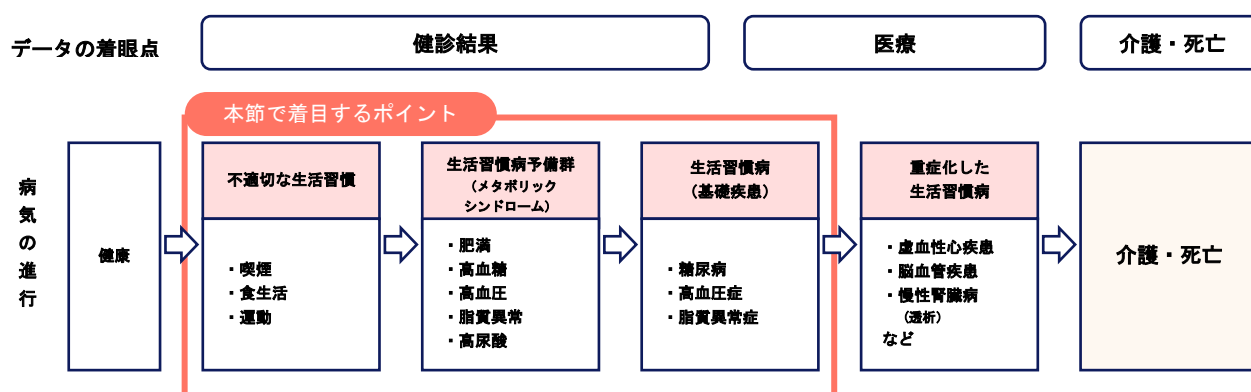 データの着眼点
健診結果
医療
介護・死亡
本節で着目するポイント
病気の進行
健康
不適切な生活習慣
・喫煙
・食生活
・運動
生活習慣病予備群
（メタボリック
シンドローム）
・肥満
・高血糖
・高血圧
・脂質異常
・高尿酸
生活習慣病
（基礎疾患）
・糖尿病
・高血圧症
・脂質異常症
重症化した
生活習慣病
・虚血性心疾患
・脳血管疾患
・慢性腎臓病
（透析）
など
介護・死亡